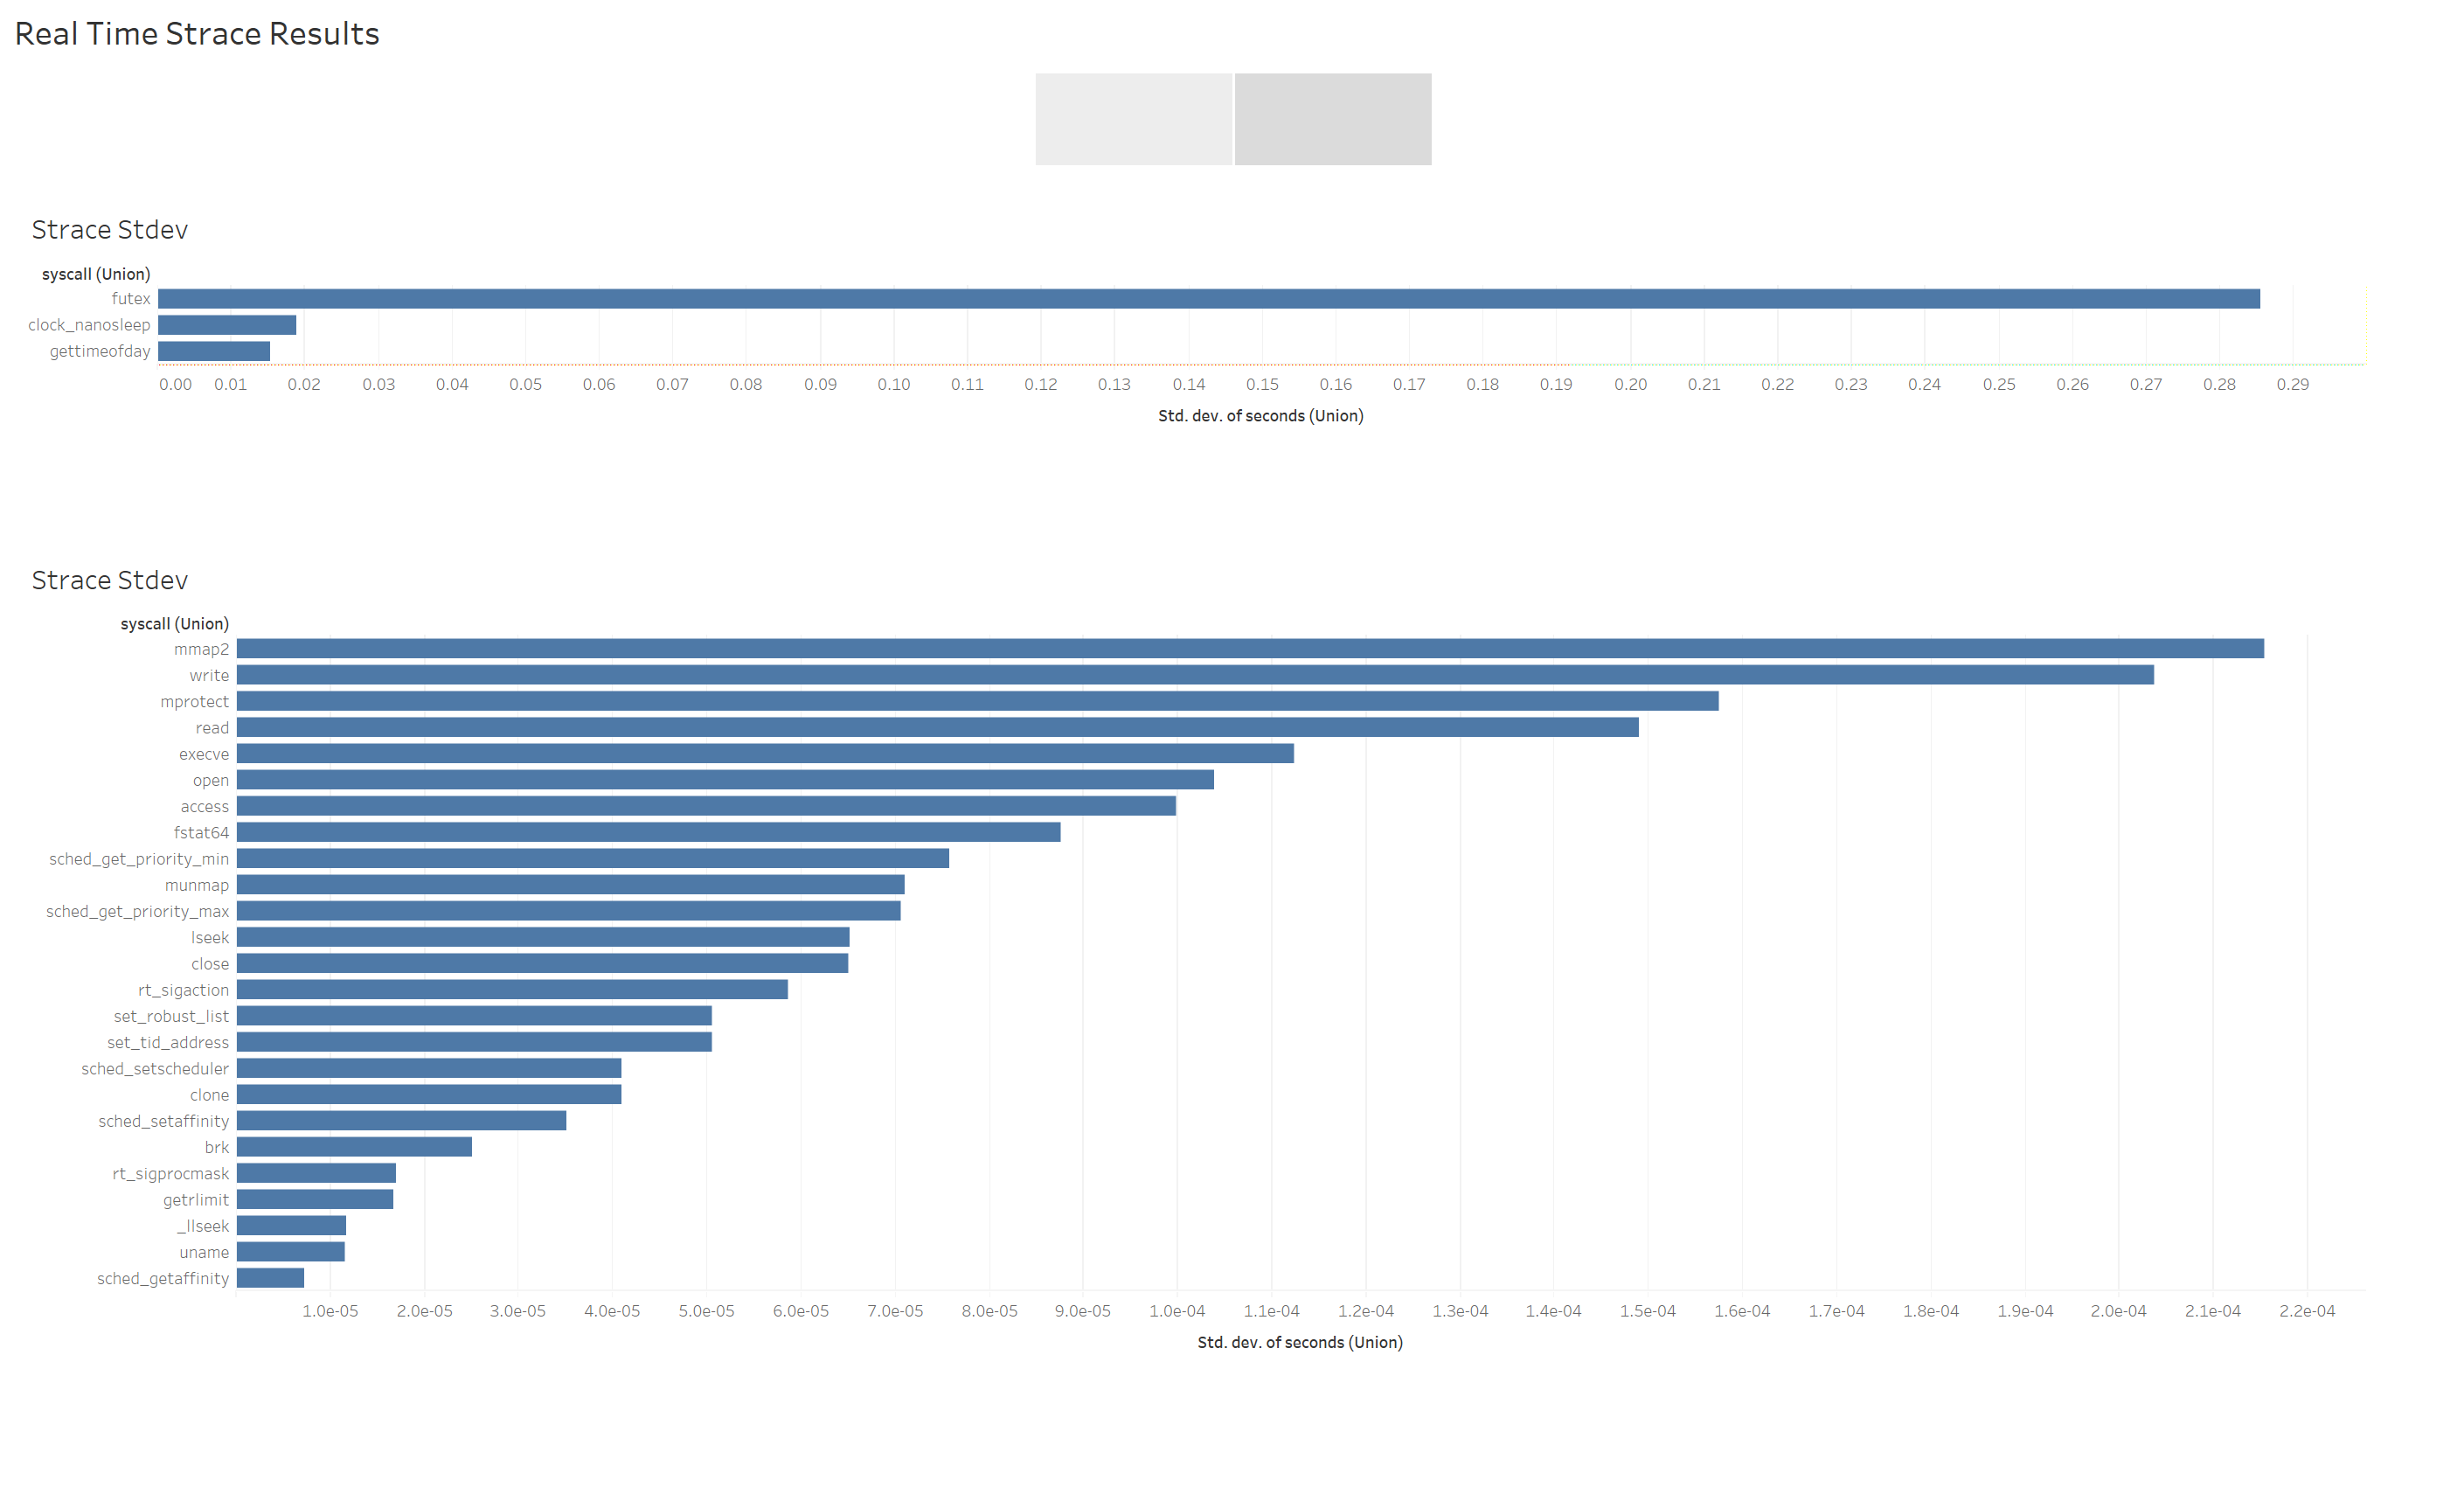 Real Time Strace Results
Strace Stdev
syscall (Union)
futex
clock_nanosleep
gettimeofday
0.00 0.01 0.02 0.03 0.04 0.05 0.06 0.07 0.08 0.09 0.10 0.11 0.12 0.13 0.14 0.15 0.16 0.17 0.18 0.19 0.20 0.21 0.22 0.23 0.24 0.25 0.26 0.27 0.28 0.29
Std. dev. of seconds (Union)
Strace Stdev
syscall (Union)
mmap2
write
mprotect
read
execve
open
access
fstat64
sched_get_priority_min
munmap
sched_get_priority_max
lseek
close
rt_sigaction
set_robust_list
set_tid_address
sched_setscheduler
clone
sched_setaffinity
brk
rt_sigprocmask
getrlimit
_llseek
uname
sched_getaffinity
1.0e-05 2.0e-05 3.0e-05 4.0e-05 5.0e-05 6.0e-05 7.0e-05 8.0e-05 9.0e-05 1.0e-04 1.1e-04 1.2e-04 1.3e-04 1.4e-04 1.5e-04 1.6e-04 1.7e-04 1.8e-04 1.9e-04 2.0e-04 2.1e-04 2.2e-04
Std. dev. of seconds (Union)